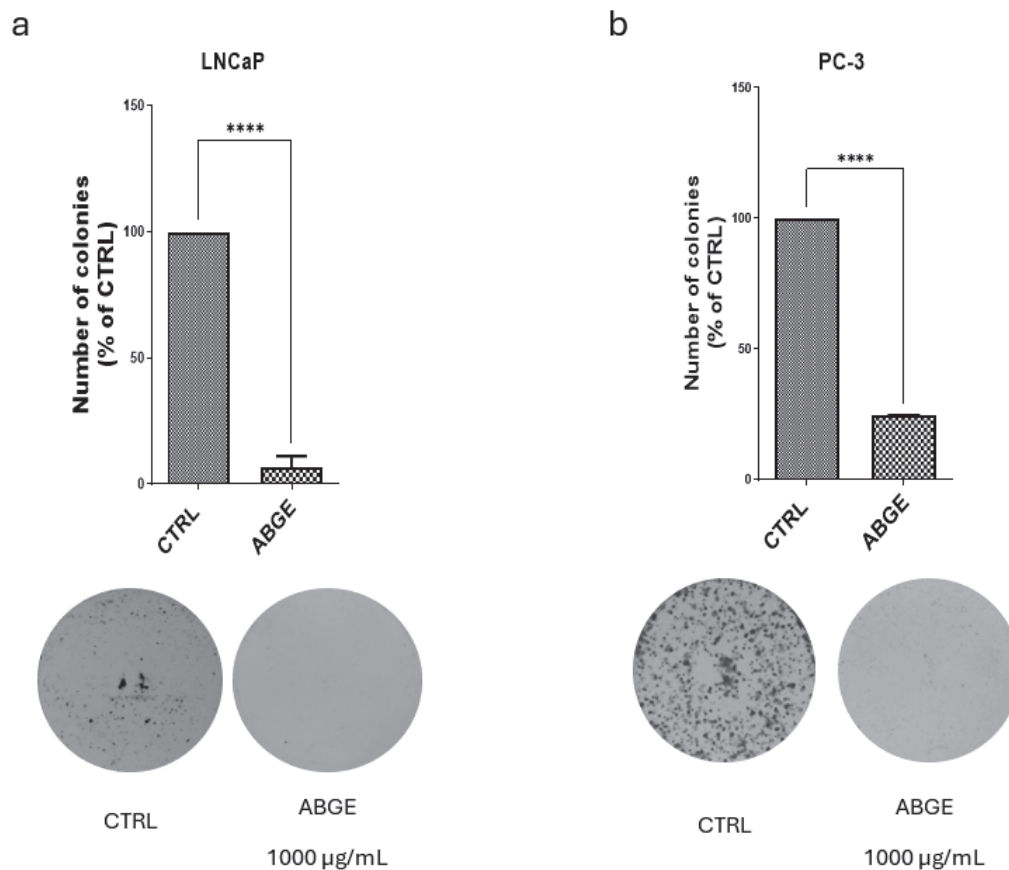 a
LNCaP
150
100
50
0
Number of colonies
(% of CTRL)
****
CTRL
ABGE
CTRL
ABGE
1000 µg/mL
b
PC-3
150
100
50
0
Number of colonies
(% of CTRL)
****
CTRL
ABGE
CTRL
ABGE
1000 µg/mL